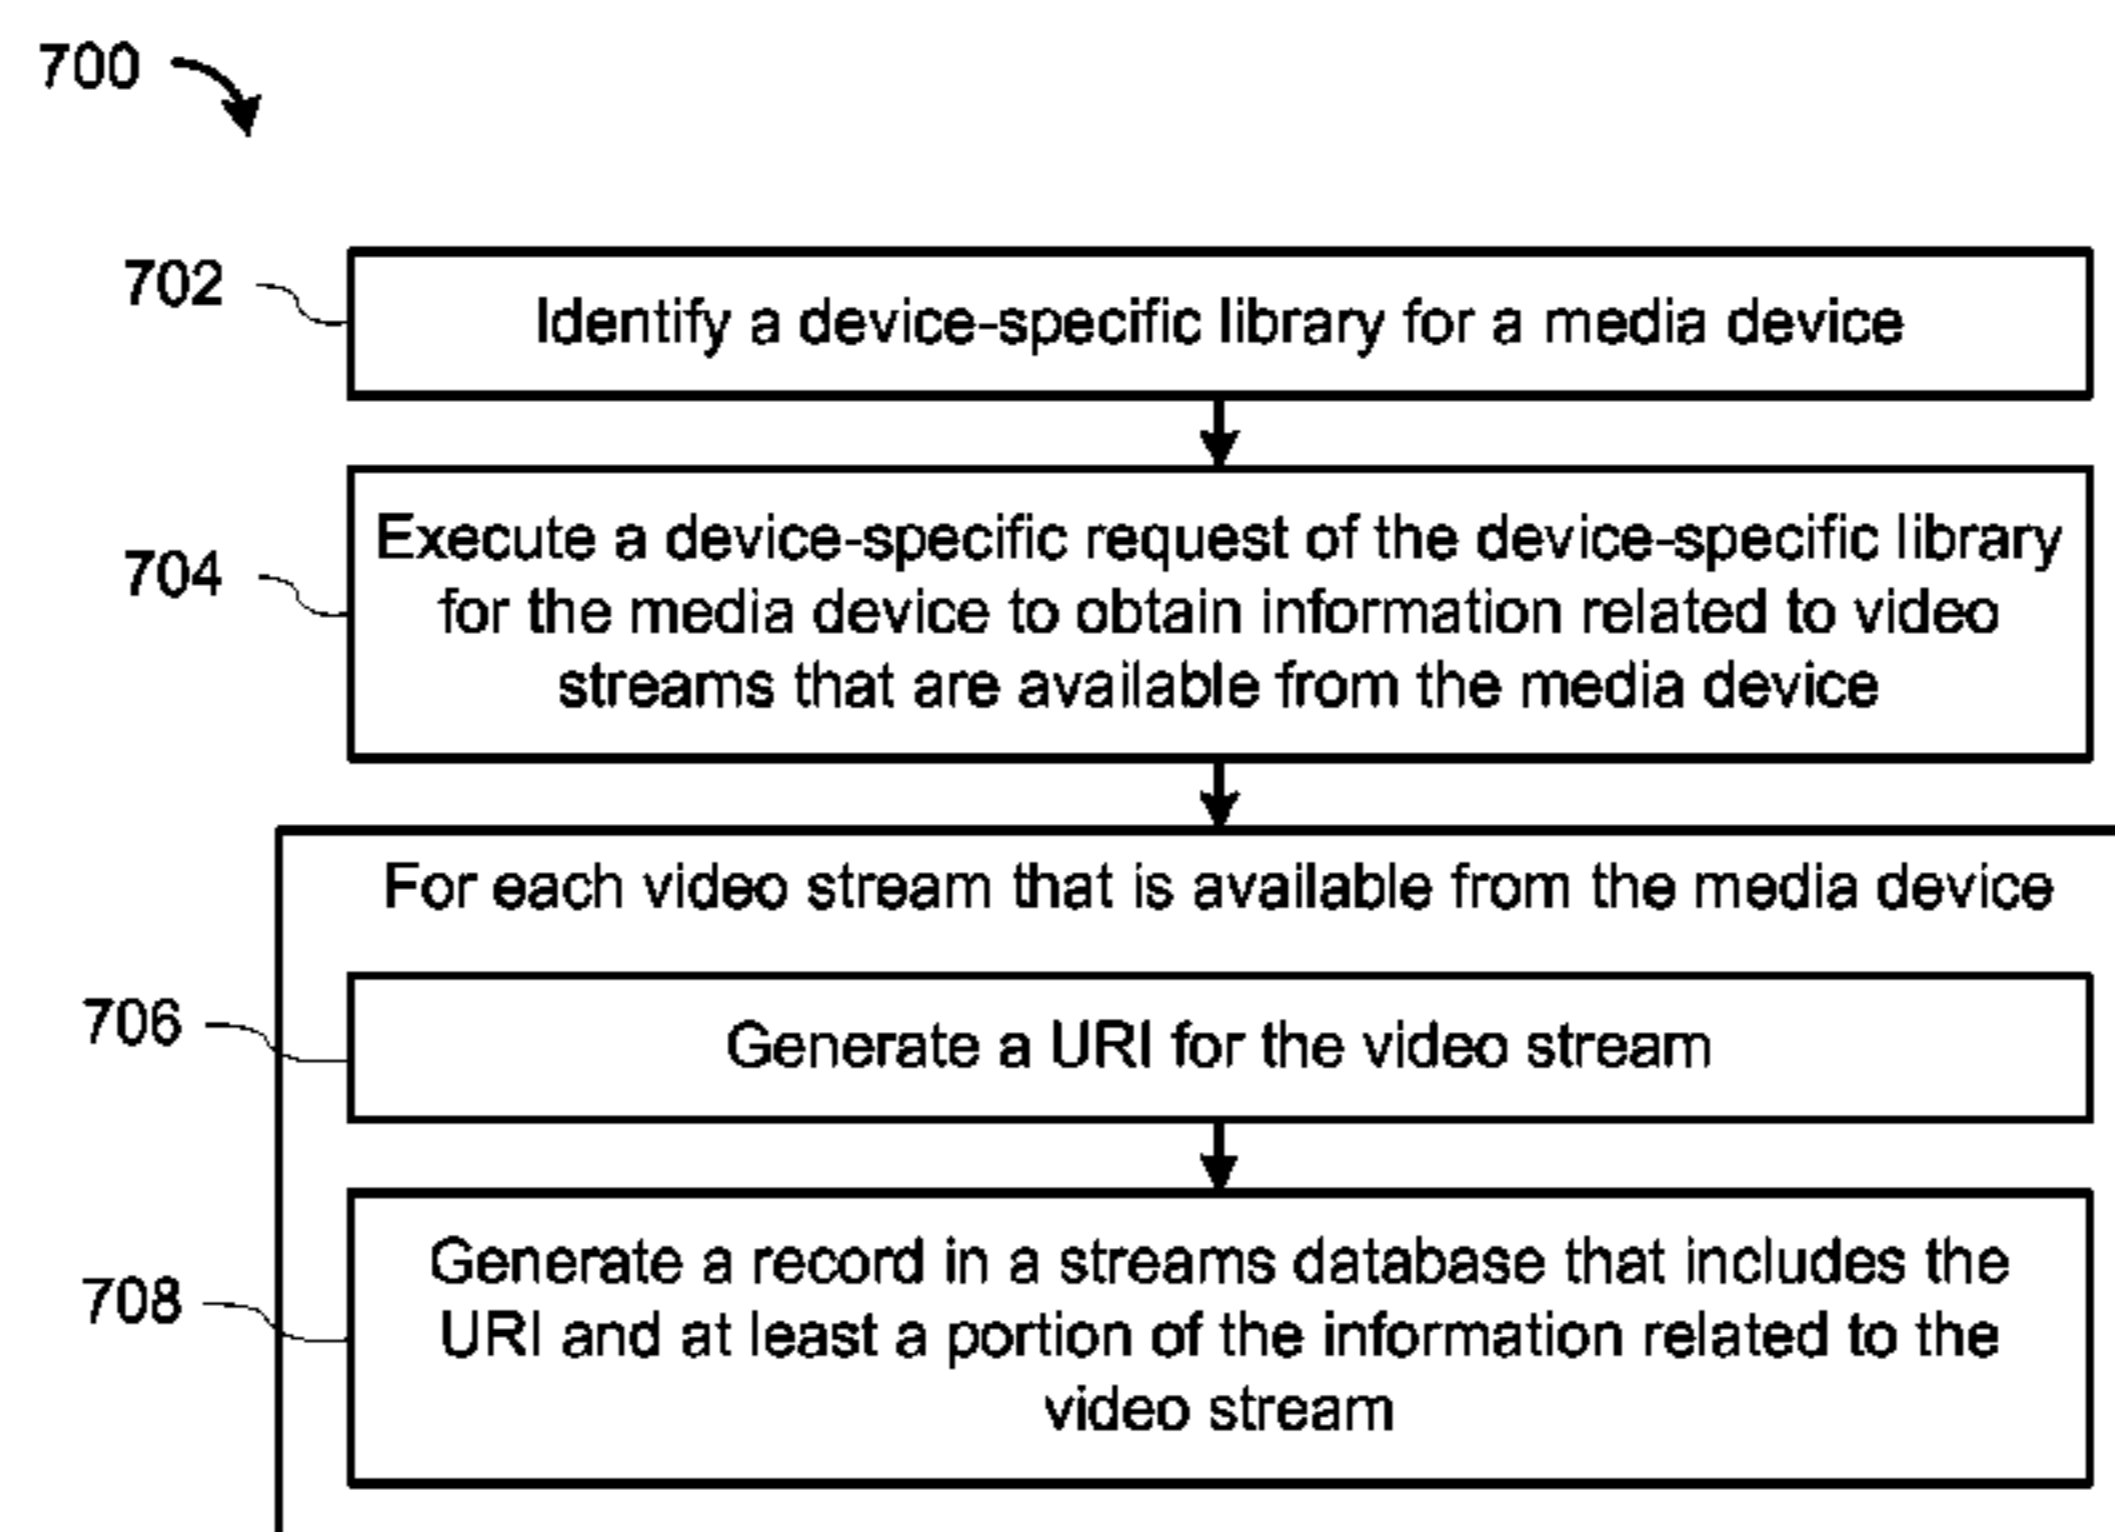 700
702
Identify a device-specific library for a media device
704
Execute a device-specific request of the device-specific library
for the media device to obtain information related to video
streams that are available from the media device
For each video stream that is available from the media device
706
Generate a URI for the video stream
708
Generate a record in a streams database that includes the
URI and at least a portion of the information related to the
video stream